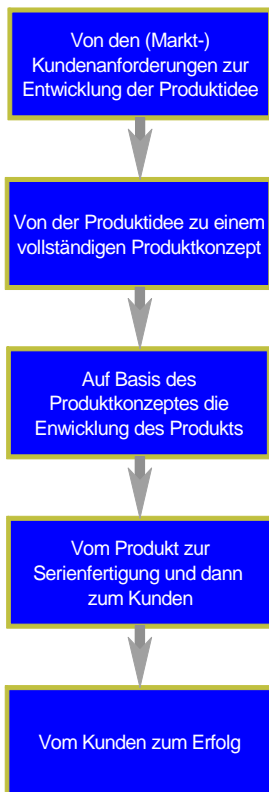 Von den (Markt-)
Kundenanforderungen zur
Entwicklung der Produktidee
Von der Produktidee zu einem
vollständigen Produktkonzept
Auf Basis des
Produktkonzeptes die
Enwicklung des Produkts
Vom Produkt zur
Serienfertigung und dann
zum Kunden
Vom Kunden zum Erfolg